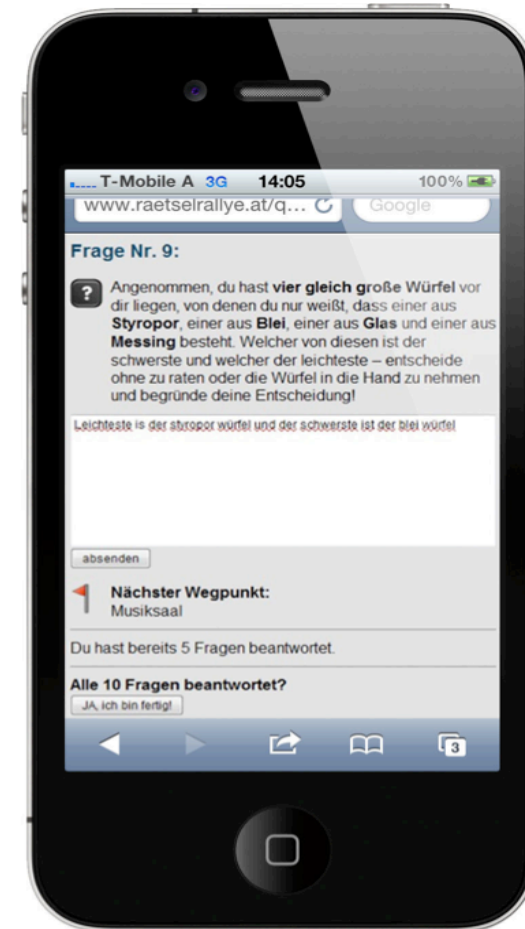 T-Mobile A 3G 14:05 100%
www.raetselrallye.at/q... Google
Frage Nr. 9:
? Angenommen, du hast vier gleich große Würfel vor
dir liegen, von denen du nur weißt, dass einer aus
Styropor, einer aus Blei, einer aus Glas und einer aus
Messing besteht. Welcher von diesen ist der
schwerste und welcher der leichteste – entscheide
ohne zu raten oder die Würfel in die Hand zu nehmen
und begründe deine Entscheidung!
Leichteste is der styropor würfel und der schwerste ist der blei würfel
absenden
Nächster Wegpunkt:
Musiksaal
Du hast bereits 5 Fragen beantwortet.
Alle 10 Fragen beantwortet?
JA, ich bin fertig!
3